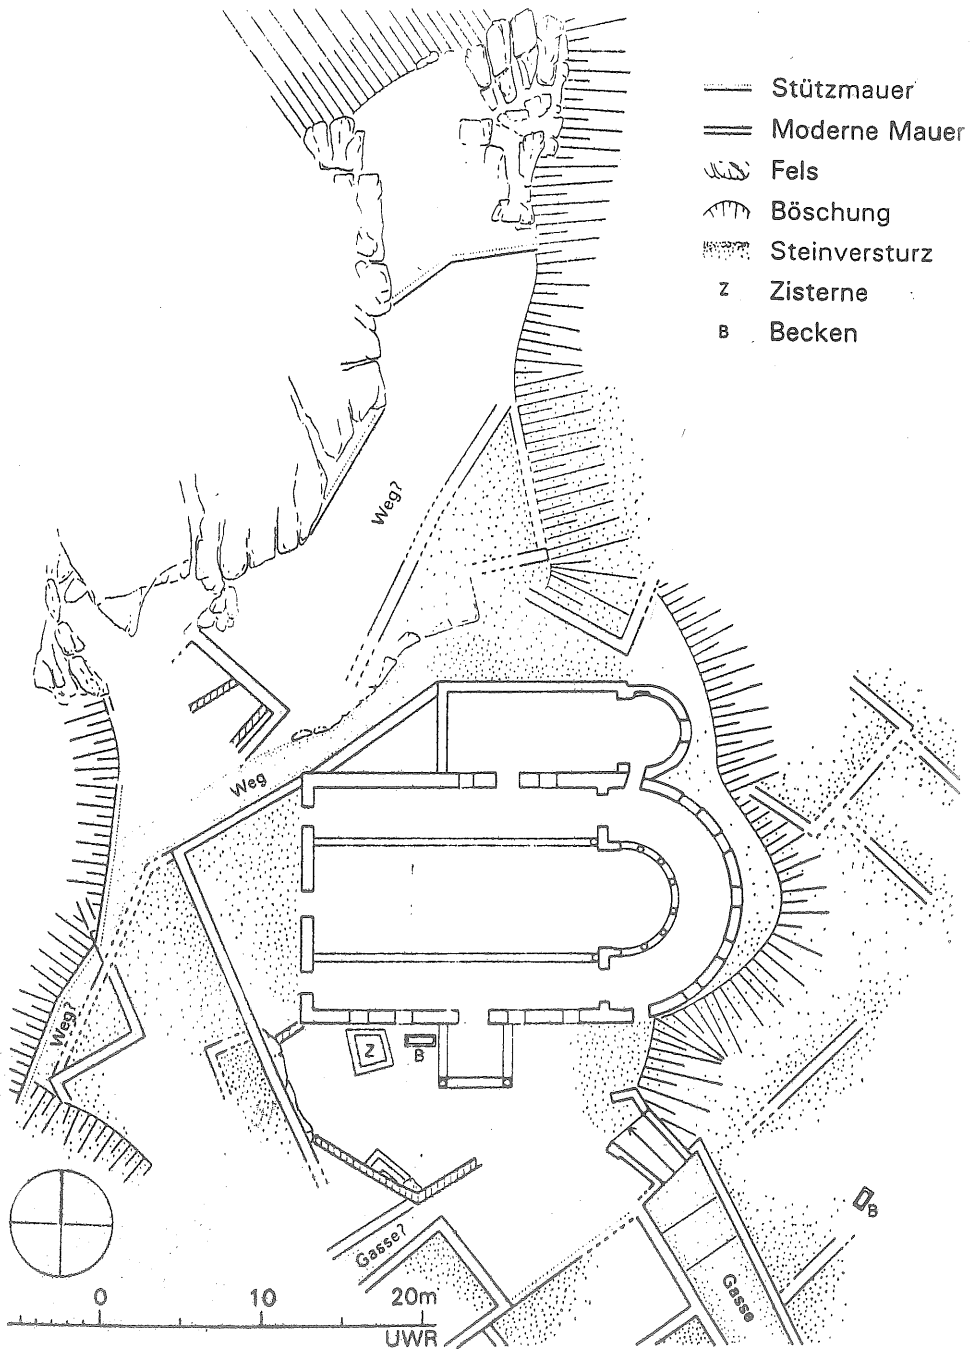 Stützmauer
Moderne Mauer
Fels
Böschung
Steinversturz
Z Zisterne
B Becken
Weg?
Weg
Weg?
Z
B
B
Gasse?
Gasse
0 10 20m
UWR